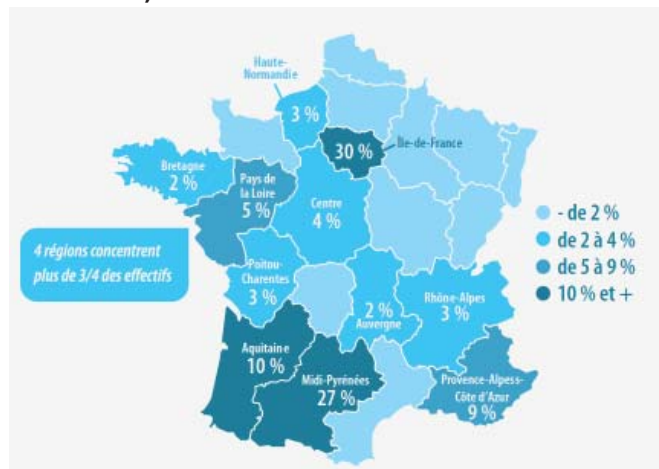 Haute-
Normandie
3 %
30 %
Île-de-France
Bretagne
2 %
Pays de
la Loire
5 %
Centre
4 %
- de 2 %
de 2 à 4 %
de 5 à 9 %
10 % et +
4 régions concentrent
plus de 3/4 des effectifs
Poitou-
Charentes
3 %
2 %
Auvergne
Rhône-Alpes
3 %
Aquitaine
10 %
Midi-Pyrénées
27 %
Provence-Alpess-
Côte d'Azur
9 %